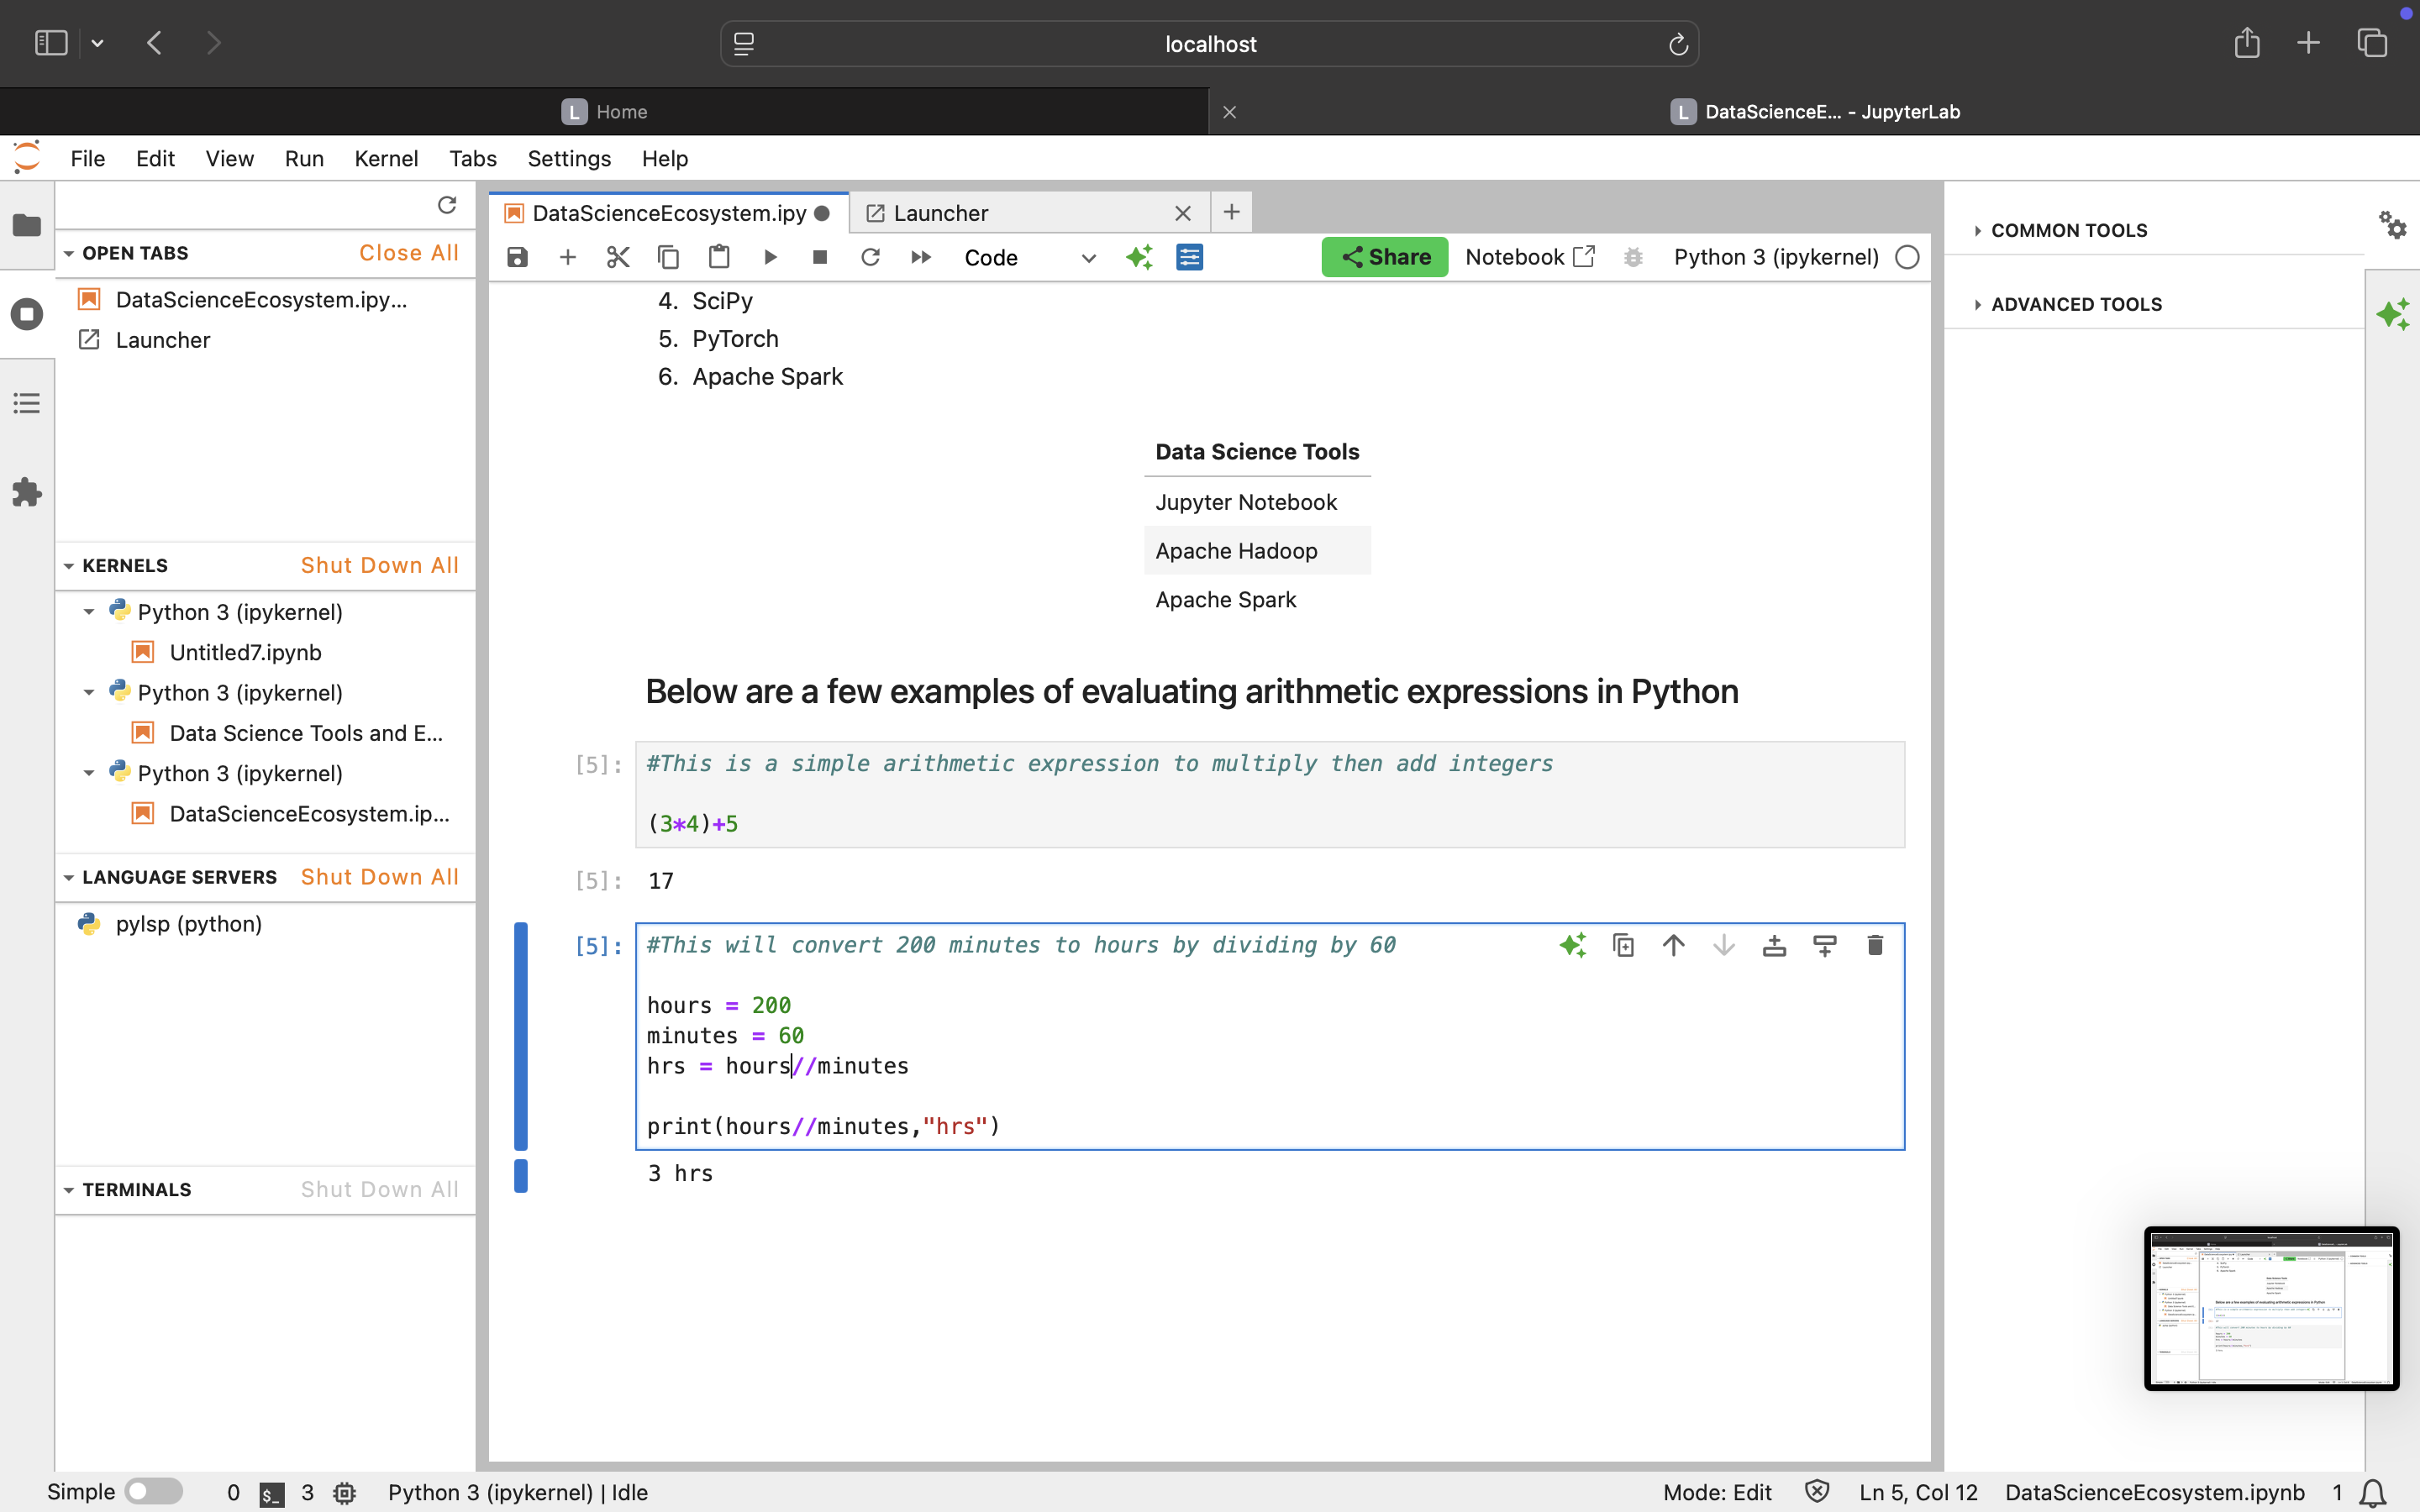 localhost
L Home
L DataScienceE... - JupyterLab
File Edit View Run Kernel Tabs Settings Help
OPEN TABS Close All
DataScienceEcosystem.ipy...
Launcher
KERNELS Shut Down All
Python 3 (ipykernel)
Untitled7.ipynb
Python 3 (ipykernel)
Data Science Tools and E...
Python 3 (ipykernel)
DataScienceEcosystem.ip...
LANGUAGE SERVERS Shut Down All
pylsp (python)
TERMINALS Shut Down All
DataScienceEcosystem.ipy
Launcher
Code
Share
Notebook
Python 3 (ipykernel)
4. SciPy
5. PyTorch
6. Apache Spark
Data Science Tools
Jupyter Notebook
Apache Hadoop
Apache Spark
Below are a few examples of evaluating arithmetic expressions in Python
[5]: #This is a simple arithmetic expression to multiply then add integers
(3*4)+5
[5]: 17
[5]: #This will convert 200 minutes to hours by dividing by 60
hours = 200
minutes = 60
hrs = hours//minutes
print(hours//minutes,"hrs")
3 hrs
COMMON TOOLS
ADVANCED TOOLS
Simple 0 $_ 3 Python 3 (ipykernel) | Idle
Mode: Edit Ln 5, Col 12 DataScienceEcosystem.ipynb 1